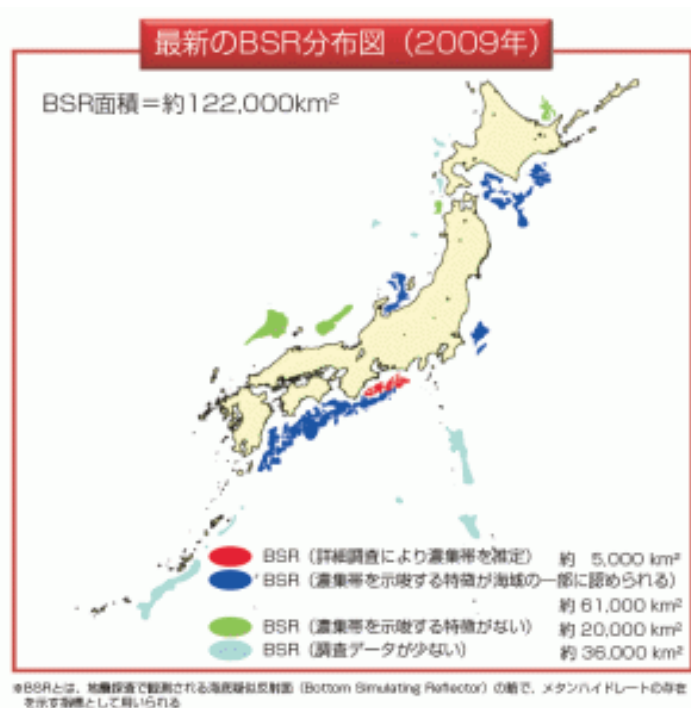 最新のBSR分布図（2009年）
BSR面積＝約122,000km²
BSR（詳細調査により濃集帯を推定） 約 5,000 km²
BSR（濃集帯を示唆する特徴が海域の一部に認められる）
約 61,000 km²
BSR（濃集帯を示唆する特徴がない） 約 20,000 km²
BSR（調査データが少ない） 約 36,000 km²
※BSRとは、地震探査で観測される海底疑似反射面（Bottom Simulating Reflector）の略で、メタンハイドレートの存在
を示す指標として用いられる